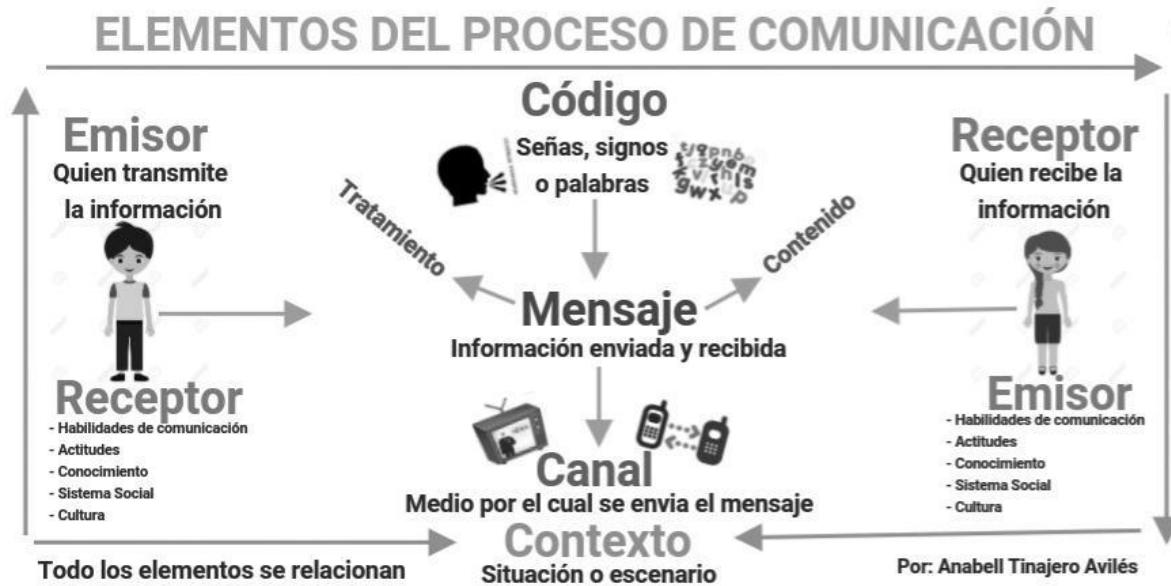 ELEMENTOS DEL PROCESO DE COMUNICACIÓN
Emisor
Quien transmite
la información
Receptor
- Habilidades de comunicación
- Actitudes
- Conocimiento
- Sistema Social
- Cultura
Código
Señas, signos
o palabras
Tratamiento
Contenido
Mensaje
Información enviada y recibida
Canal
Medio por el cual se envia el mensaje
Contexto
Situación o escenario
Receptor
Quien recibe la
información
Emisor
- Habilidades de comunicación
- Actitudes
- Conocimiento
- Sistema Social
- Cultura
Todo los elementos se relacionan
Por: Anabell Tinajero Avilés